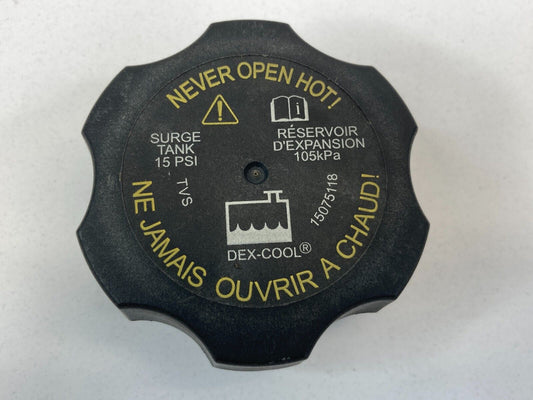 NEVER OPEN HOT!
SURGE
TANK
15 PSI
TVS
RÉSERVOIR
D'EXPANSION
105kPa
15075118
DEX-COOL®
NE JAMAIS OUVRIR A CHAUD!